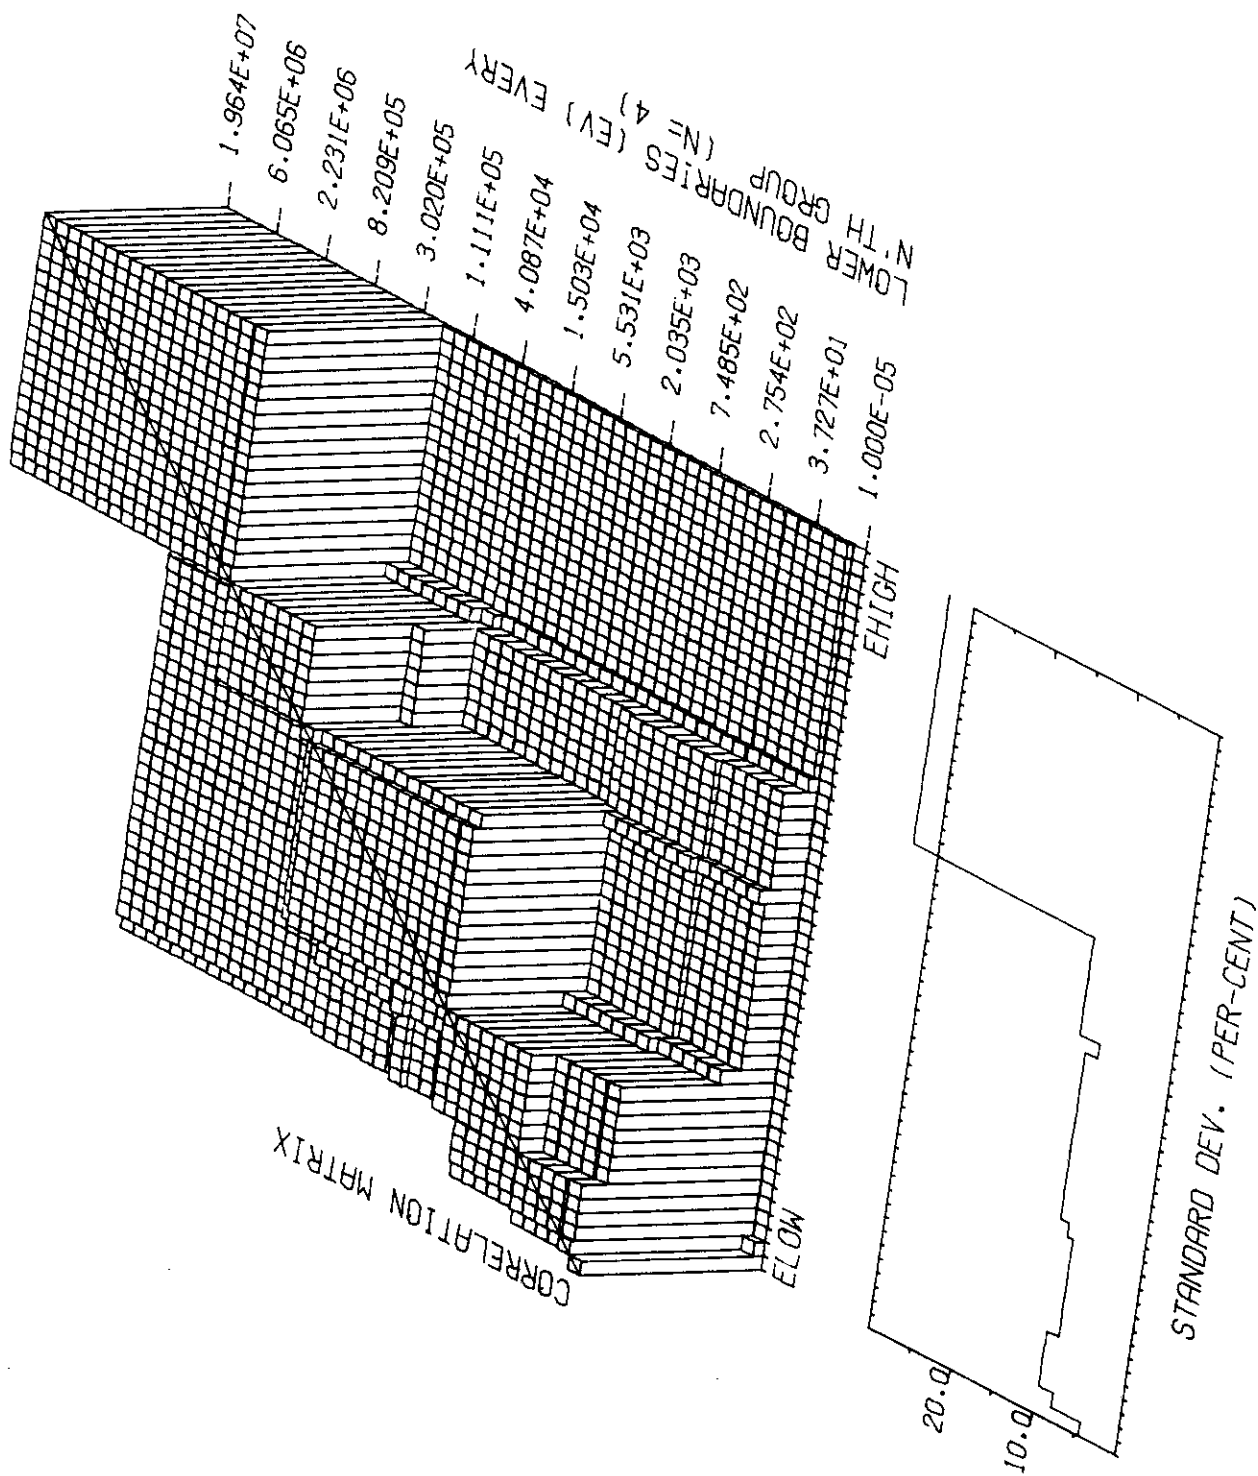 1.964E+07
6.065E+06
2.231E+06
8.209E+05
3.020E+05
1.111E+05
4.087E+04
1.503E+04
5.531E+03
2.035E+03
7.485E+02
2.754E+02
3.727E+01
1.000E-05
LOWER BOUNDARIES (EV) EVERY
N'TH GROUP (N= 4)
EHIGH
ELOW
CORRELATION MATRIX
20.0
10.0
STANDARD DEV. (PER-CENT)